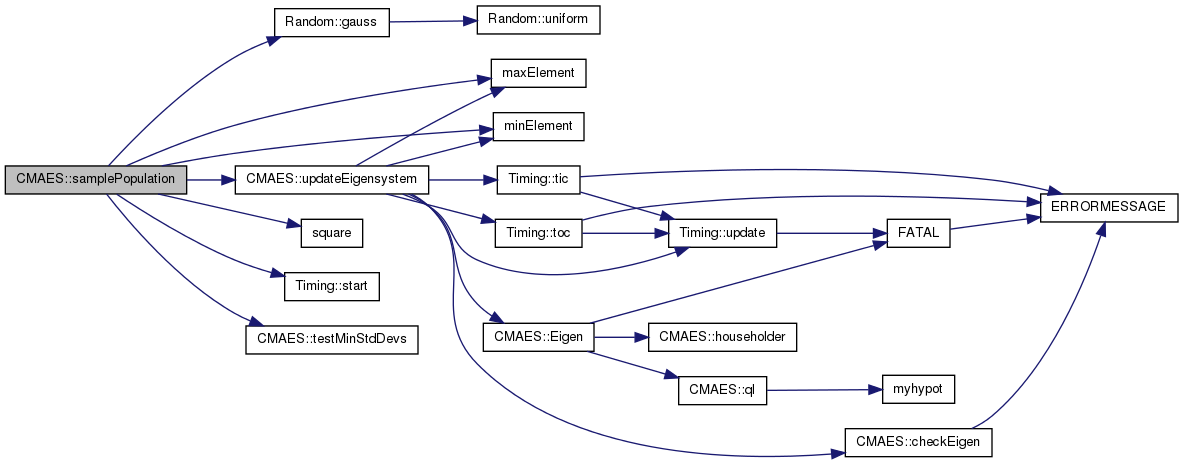 Random::gauss
Random::uniform
maxElement
minElement
CMAES::samplePopulation
CMAES::updateEigensystem
Timing::tic
ERRORMESSAGE
square
Timing::toc
Timing::update
FATAL
Timing::start
CMAES::testMinStdDevs
CMAES::Eigen
CMAES::householder
CMAES::ql
myhypot
CMAES::checkEigen